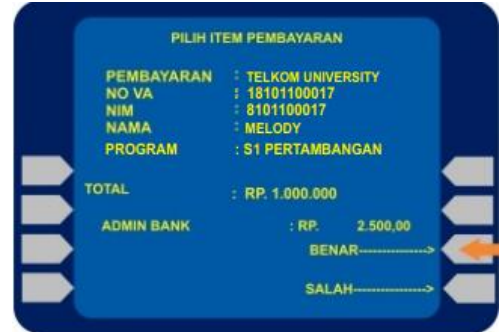 PILIH ITEM PEMBAYARAN
PEMBAYARAN : TELKOM UNIVERSITY
NO VA : 18101100017
NIM : 8101100017
NAMA : MELODY
PROGRAM : S1 PERTAMBANGAN
TOTAL : RP. 1.000.000
ADMIN BANK : RP. 2.500,00
BENAR--------------->
SALAH--------------->